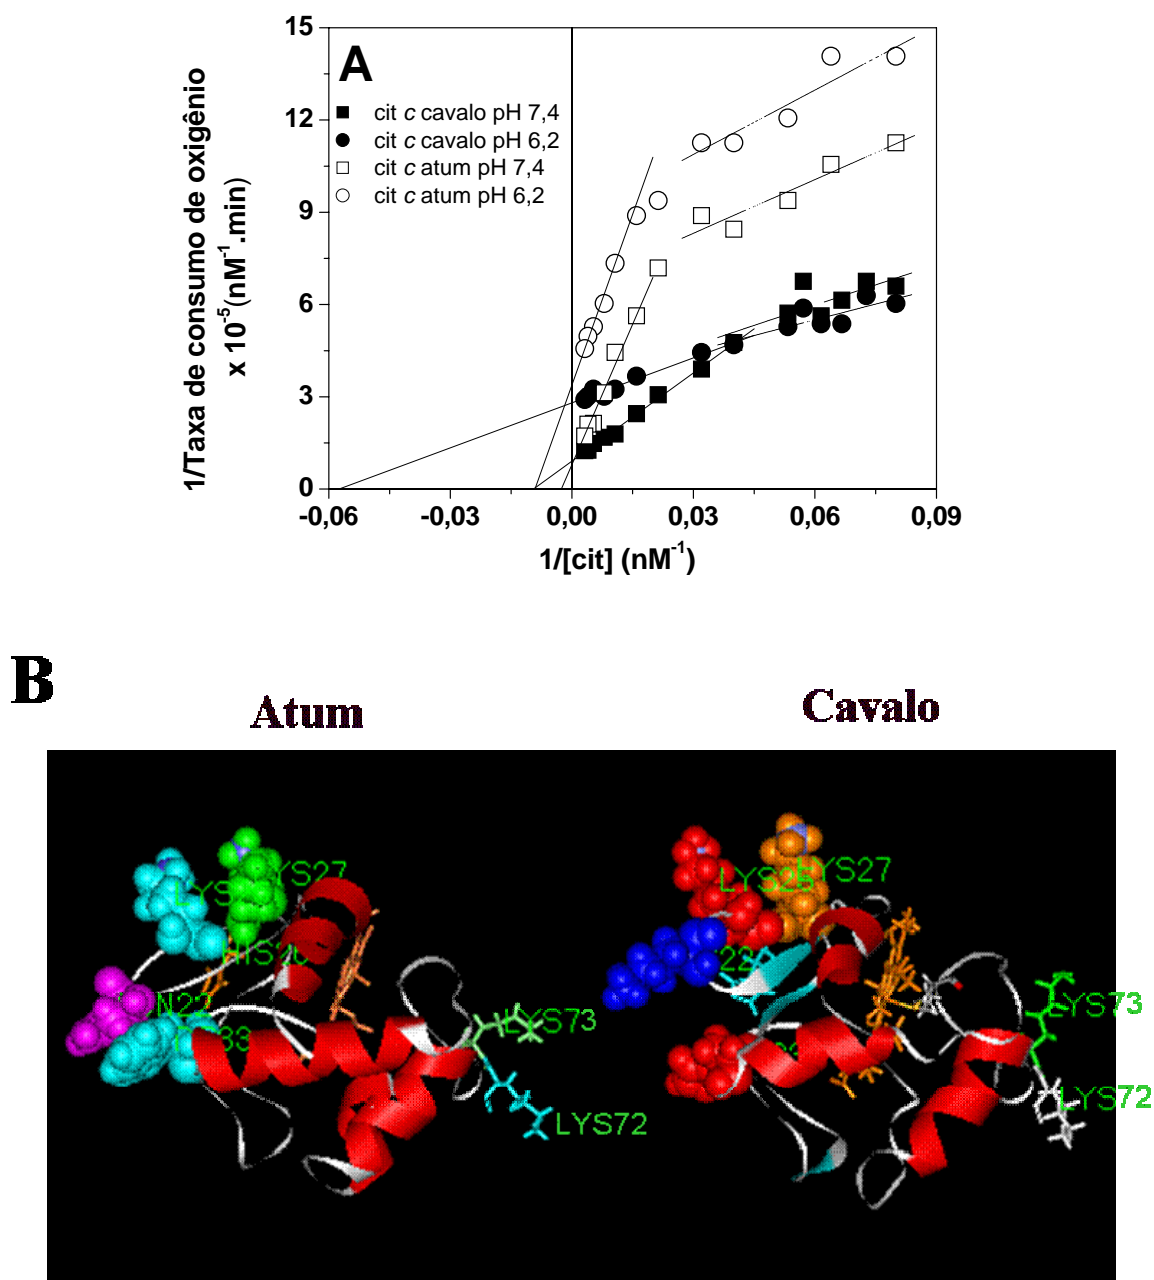 A
15
12
9
6
3
0
cit c cavalo pH 7,4
cit c cavalo pH 6,2
cit c atum pH 7,4
cit c atum pH 6,2
1/Taxa de consumo de oxigênio
x 10⁻⁵(nM⁻¹.min)
-0,06 -0,03 0,00 0,03 0,06 0,09
1/[cit] (nM⁻¹)
B
Atum
Cavalo
LYS73
LYS72
LYS27
LYS73
LYS72